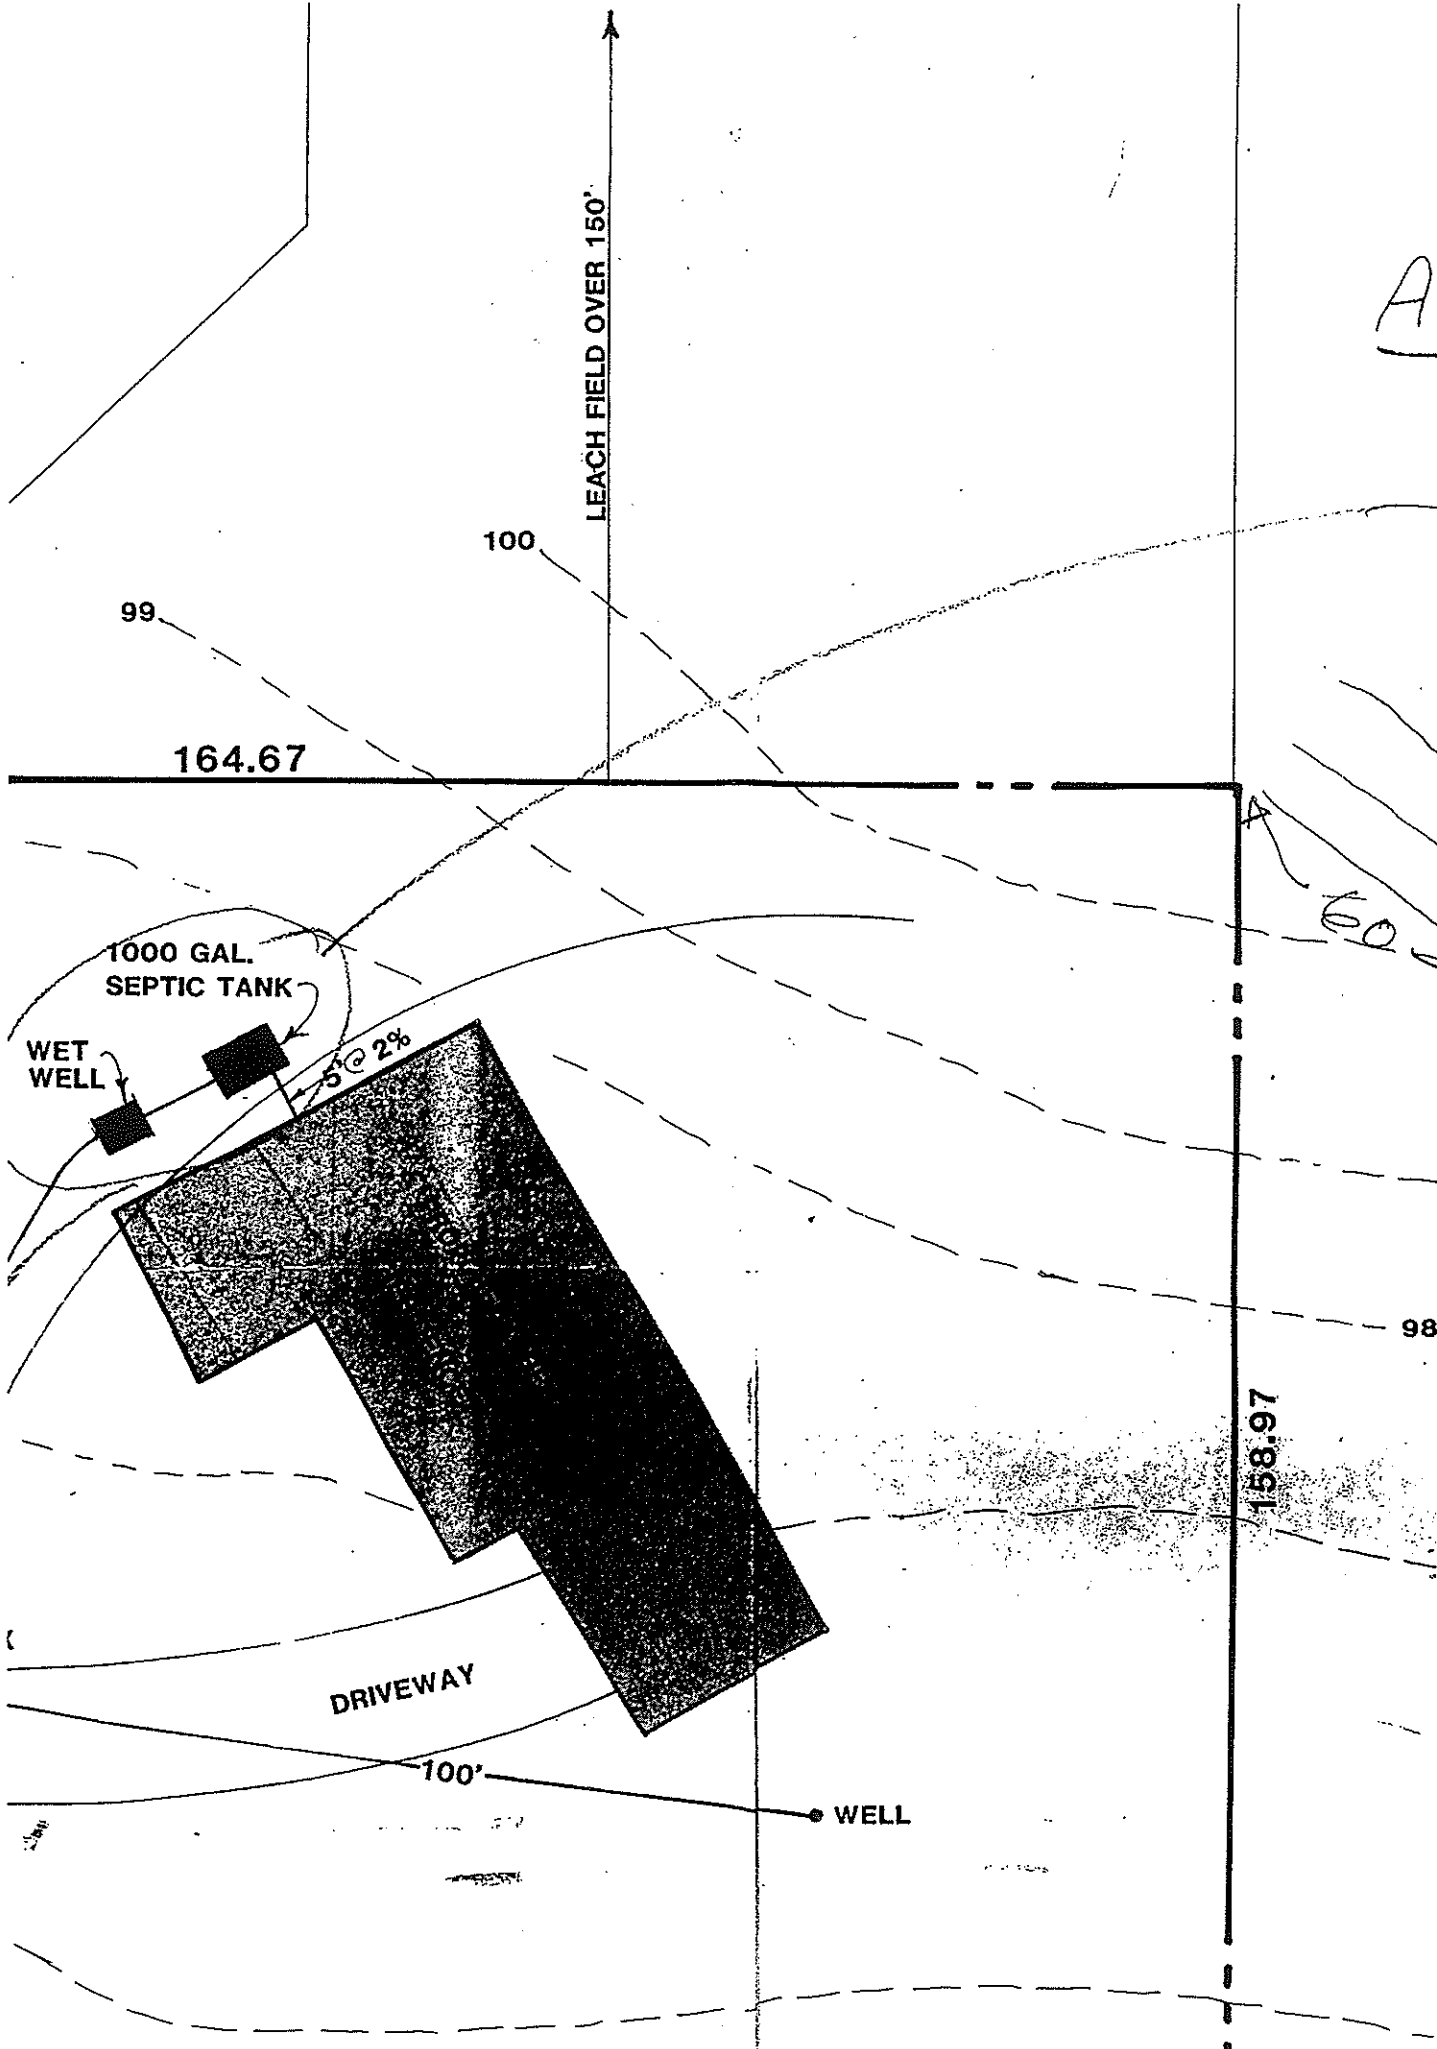 LEACH FIELD OVER 150'
A
100
99
164.67
60
1000 GAL.
SEPTIC TANK
WET
WELL
5' @ 2%
98
158.97
DRIVEWAY
100'
WELL